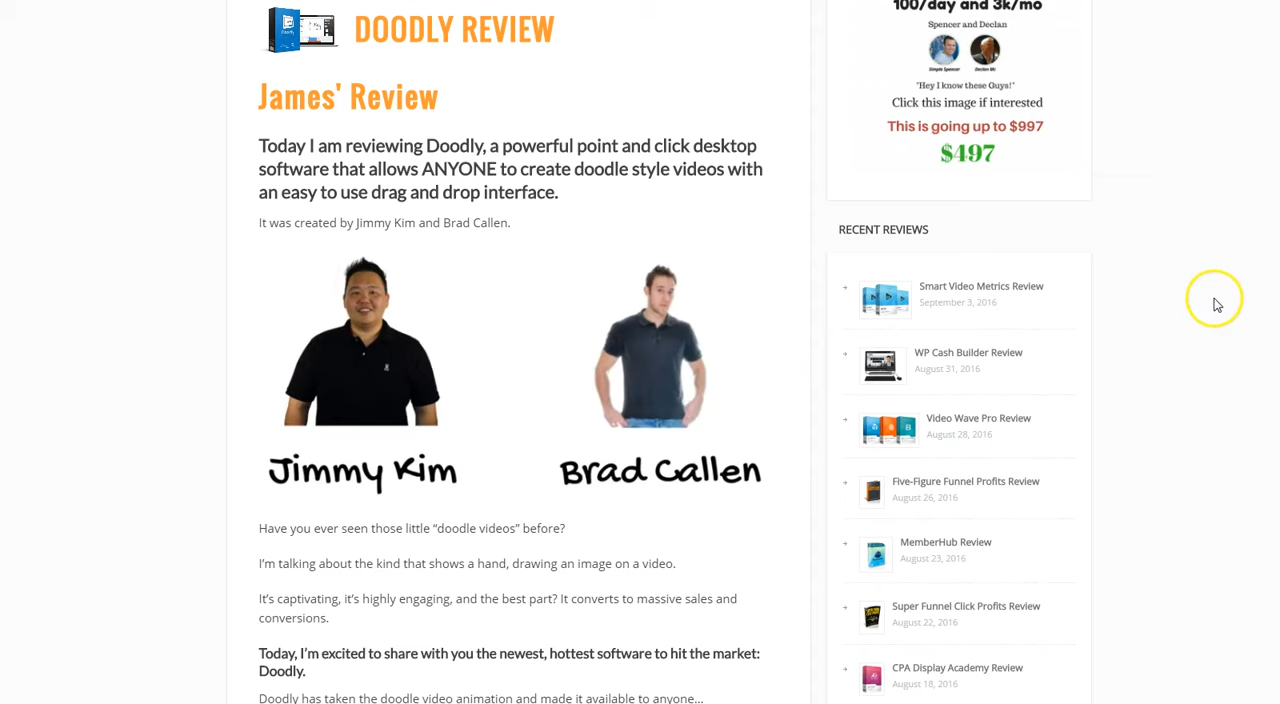 DOODLY REVIEW
James' Review
Today I am reviewing Doodly, a powerful point and click desktop
software that allows ANYONE to create doodle style videos with
an easy to use drag and drop interface.
It was created by Jimmy Kim and Brad Callen.
Jimmy Kim
Brad Callen
Have you ever seen those little “doodle videos” before?
I’m talking about the kind that shows a hand, drawing an image on a video.
It’s captivating, it’s highly engaging, and the best part? It converts to massive sales and
conversions.
Today, I’m excited to share with you the newest, hottest software to hit the market:
Doodly.
Doodly has taken the doodle video animation and made it available to anyone…
100/day and 3k/mo
Spencer and Declan
Simple Spencer
Declan Mc
"Hey I know these Guys!"
Click this image if interested
This is going up to $997
$497
RECENT REVIEWS
Smart Video Metrics Review
September 3, 2016
WP Cash Builder Review
August 31, 2016
Video Wave Pro Review
August 28, 2016
Five-Figure Funnel Profits Review
August 26, 2016
MemberHub Review
August 23, 2016
Super Funnel Click Profits Review
August 22, 2016
CPA Display Academy Review
August 18, 2016